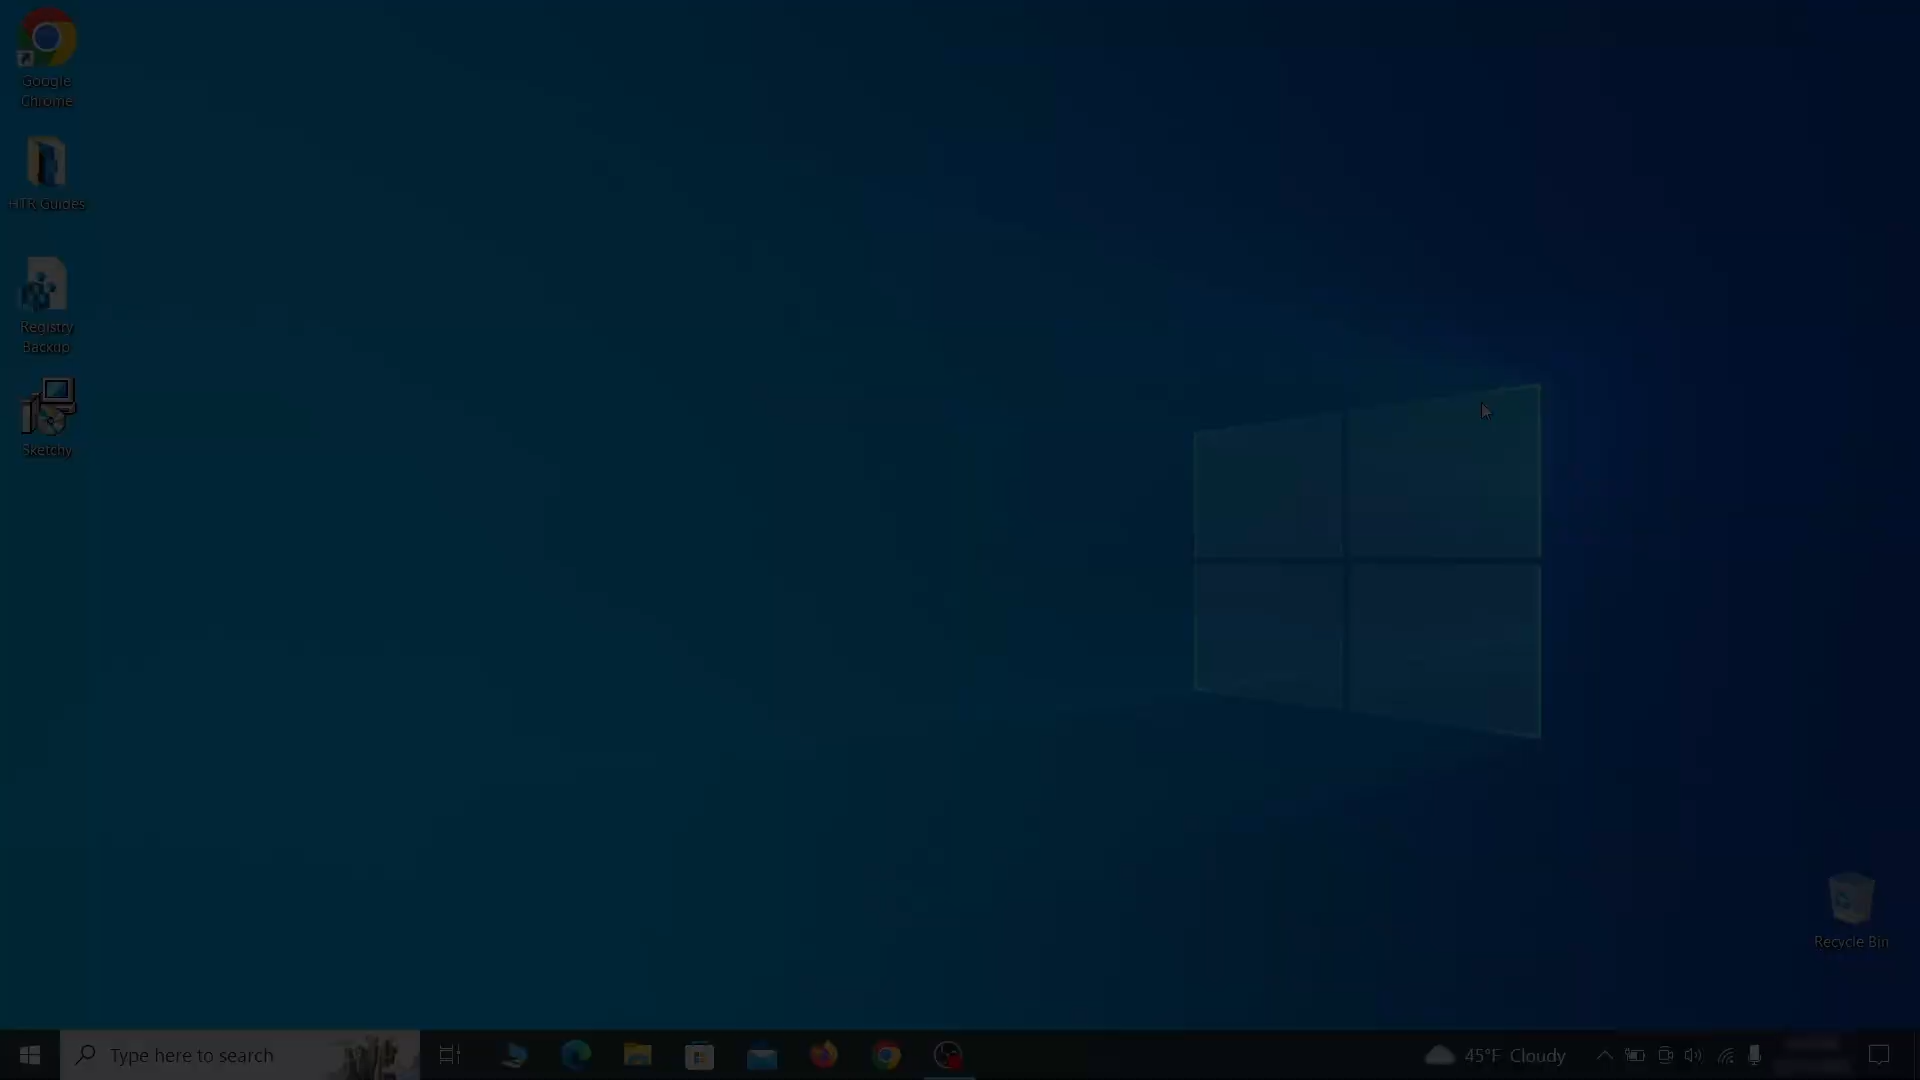 Google
Chrome
HTR Guides
Registry
Backup
Sketchy
Recycle Bin
Type here to search
45°F Cloudy